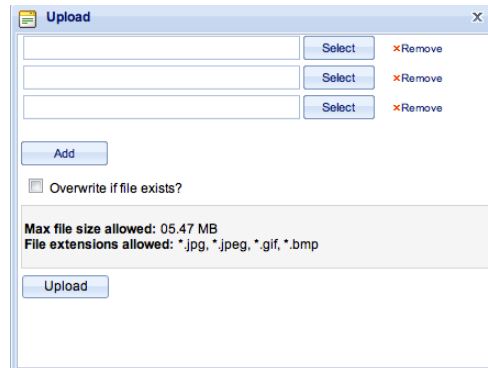 Upload
Select ×Remove
Select ×Remove
Select ×Remove
Add
Overwrite if file exists?
Max file size allowed: 05.47 MB
File extensions allowed: *.jpg, *.jpeg, *.gif, *.bmp
Upload